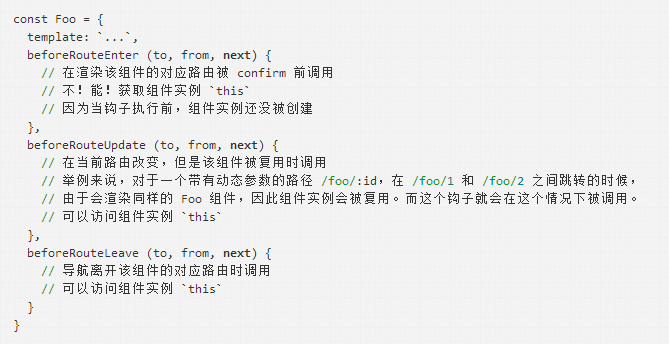 const Foo = {
  template: `...`,
  beforeRouteEnter (to, from, next) {
    // 在渲染该组件的对应路由被 confirm 前调用
    // 不！能！获取组件实例 `this`
    // 因为当钩子执行前，组件实例还没被创建
  },
  beforeRouteUpdate (to, from, next) {
    // 在当前路由改变，但是该组件被复用时调用
    // 举例来说，对于一个带有动态参数的路径 /foo/:id，在 /foo/1 和 /foo/2 之间跳转的时候，
    // 由于会渲染同样的 Foo 组件，因此组件实例会被复用。而这个钩子就会在这个情况下被调用。
    // 可以访问组件实例 `this`
  },
  beforeRouteLeave (to, from, next) {
    // 导航离开该组件的对应路由时调用
    // 可以访问组件实例 `this`
  }
}